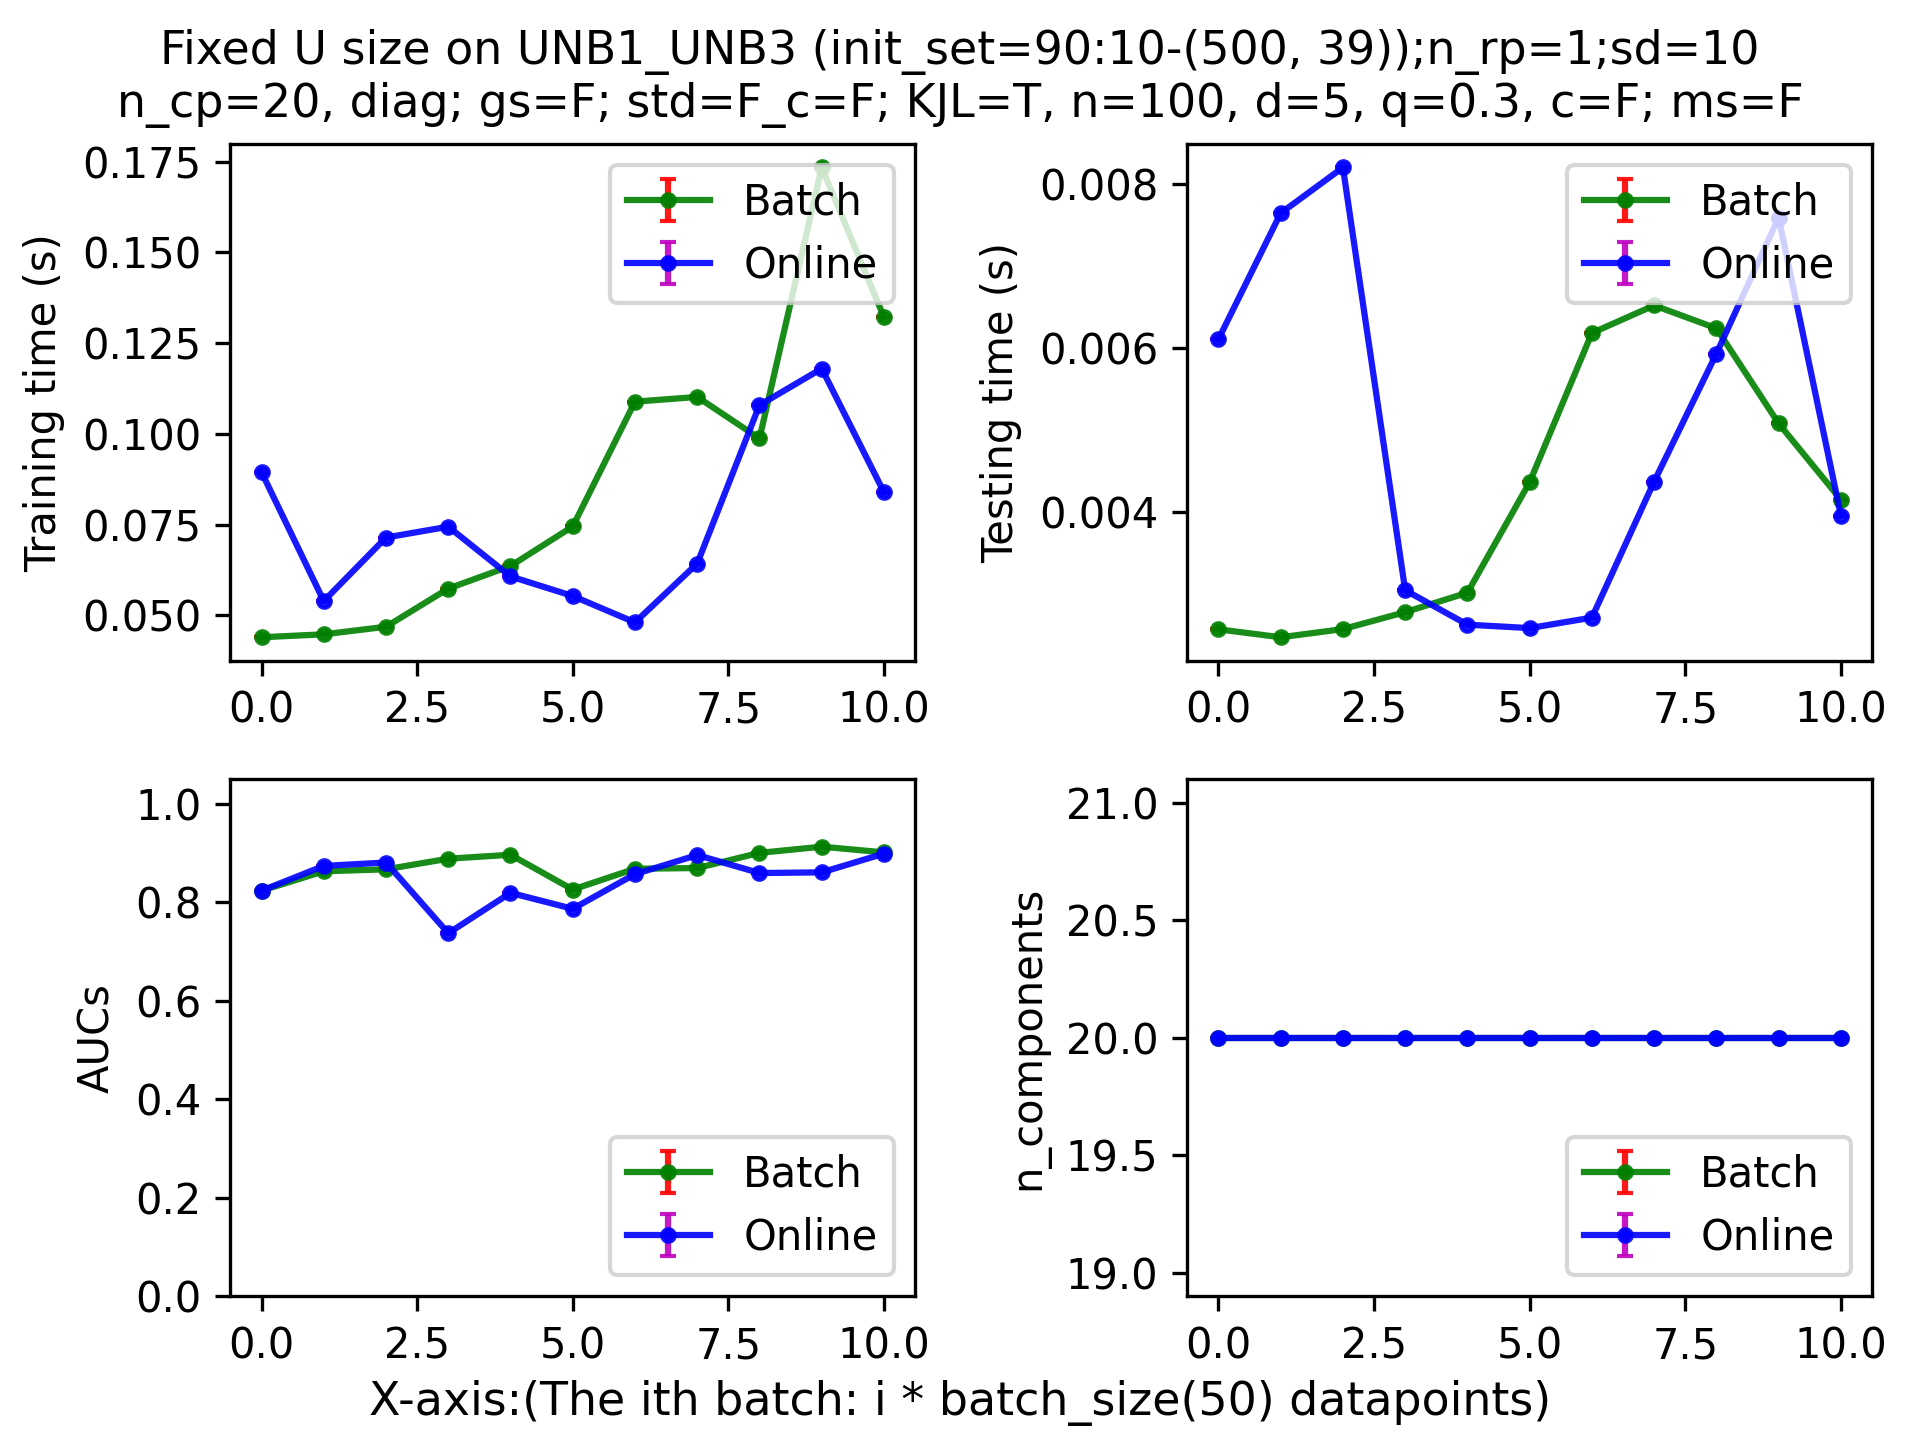 Fixed U size on UNB1_UNB3 (init_set=90:10-(500, 39));n_rp=1;sd=10
n_cp=20, diag; gs=F; std=F_c=F; KJL=T, n=100, d=5, q=0.3, c=F; ms=F
Training time (s)
0.175
0.150
0.125
0.100
0.075
0.050
0.0 2.5 5.0 7.5 10.0
Batch
Online
Testing time (s)
0.008
0.006
0.004
0.0 2.5 5.0 7.5 10.0
Batch
Online
AUCs
1.0
0.8
0.6
0.4
0.2
0.0
0.0 2.5 5.0 7.5 10.0
Batch
Online
n_components
21.0
20.5
20.0
19.5
19.0
0.0 2.5 5.0 7.5 10.0
Batch
Online
X-axis:(The ith batch: i * batch_size(50) datapoints)